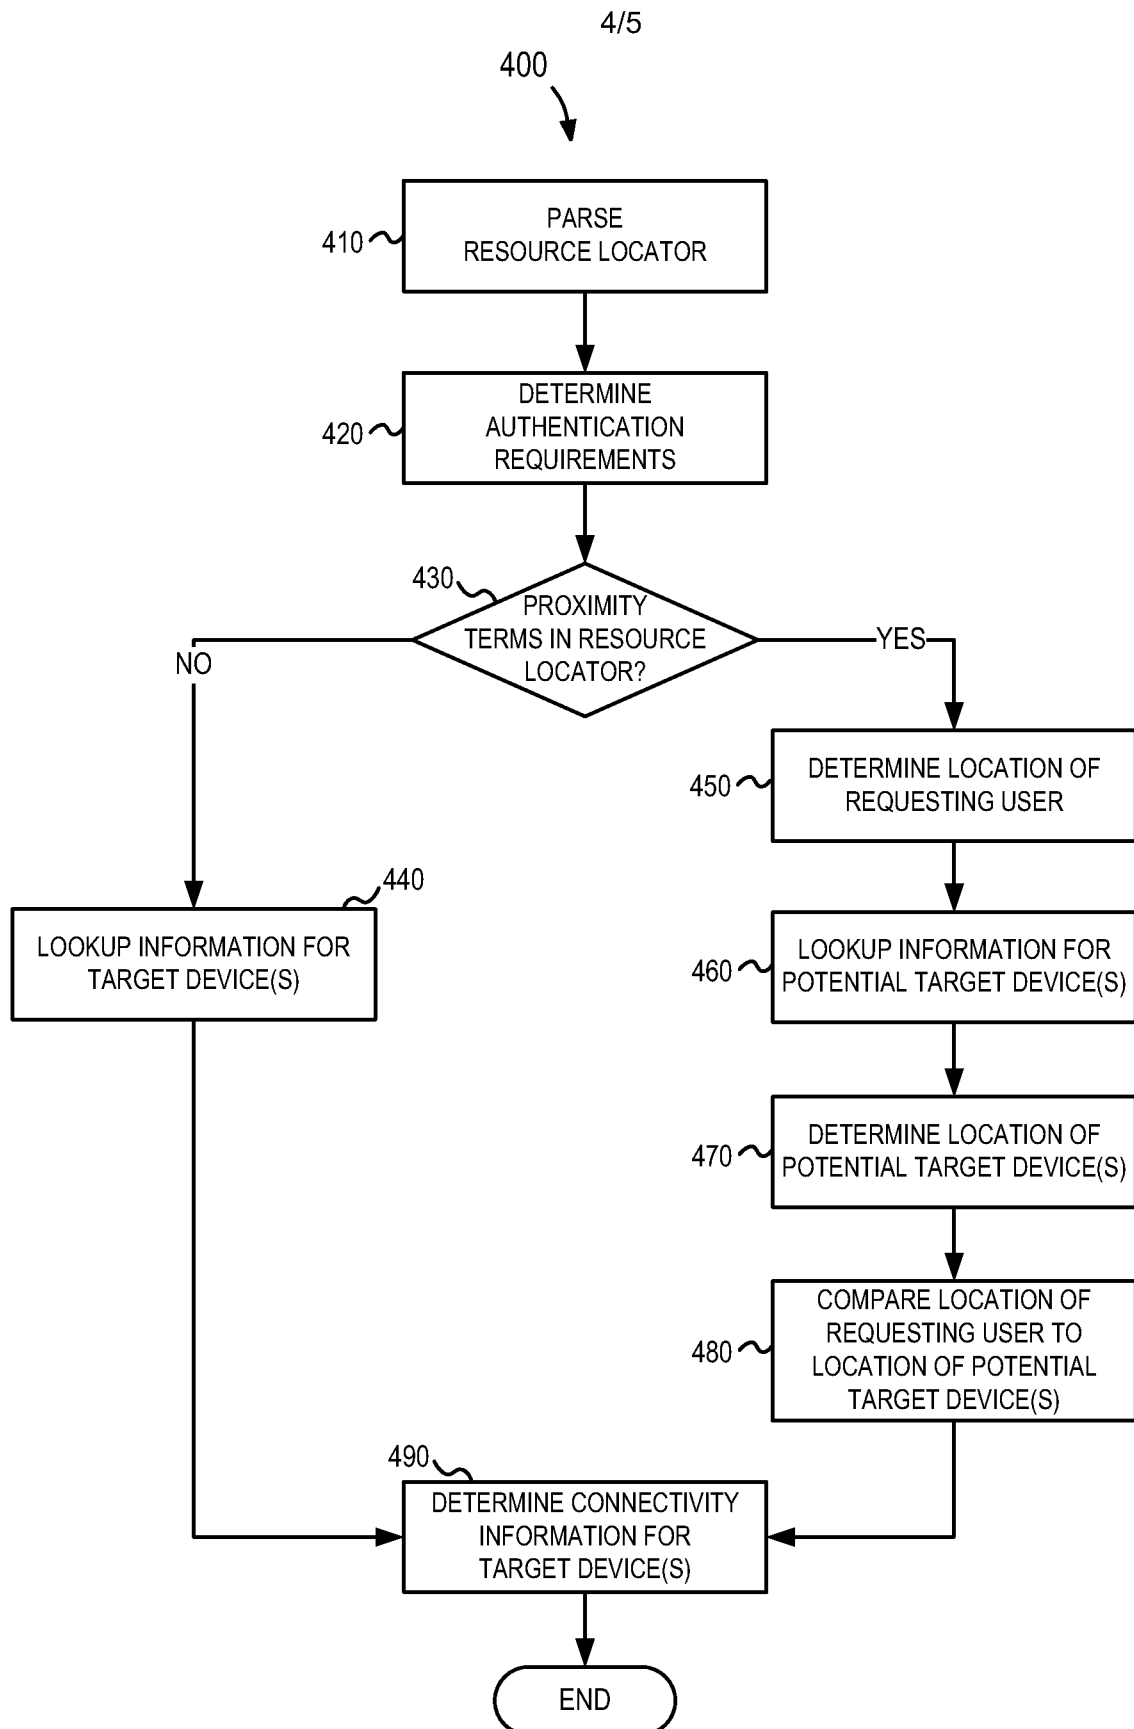 4/5
400
PARSE
RESOURCE LOCATOR
410
DETERMINE
AUTHENTICATION
REQUIREMENTS
420
430
PROXIMITY
TERMS IN RESOURCE
LOCATOR?
NO
YES
DETERMINE LOCATION OF
REQUESTING USER
450
440
LOOKUP INFORMATION FOR
TARGET DEVICE(S)
LOOKUP INFORMATION FOR
POTENTIAL TARGET DEVICE(S)
460
DETERMINE LOCATION OF
POTENTIAL TARGET DEVICE(S)
470
COMPARE LOCATION OF
REQUESTING USER TO
LOCATION OF POTENTIAL
TARGET DEVICE(S)
480
490
DETERMINE CONNECTIVITY
INFORMATION FOR
TARGET DEVICE(S)
END